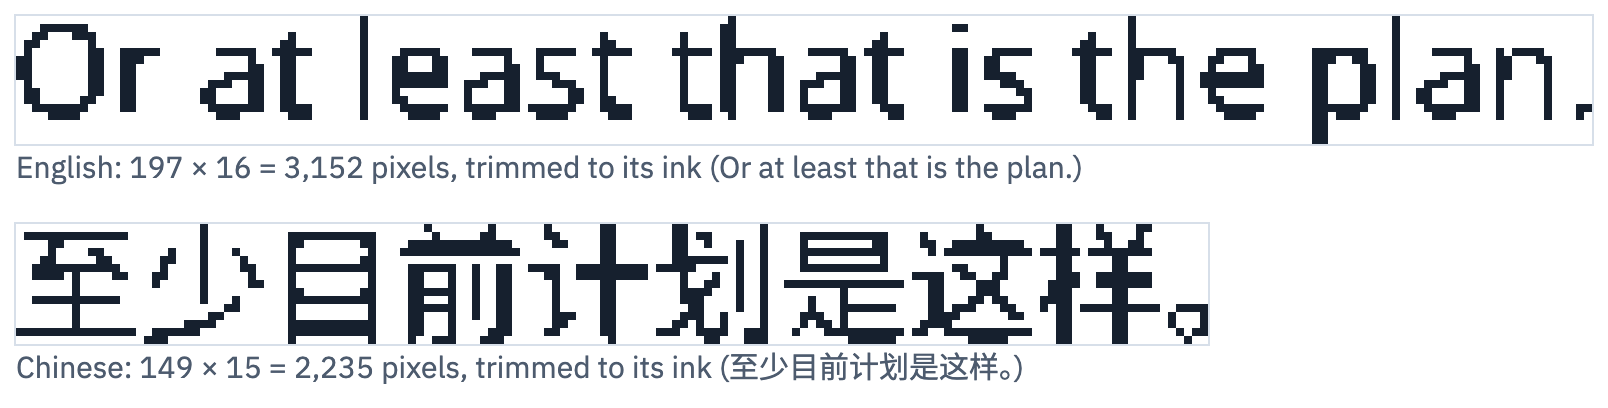 Or at least that is the plan.
English: 197 × 16 = 3,152 pixels, trimmed to its ink (Or at least that is the plan.)
至少目前计划是这样。
Chinese: 149 × 15 = 2,235 pixels, trimmed to its ink (至少目前计划是这样。)